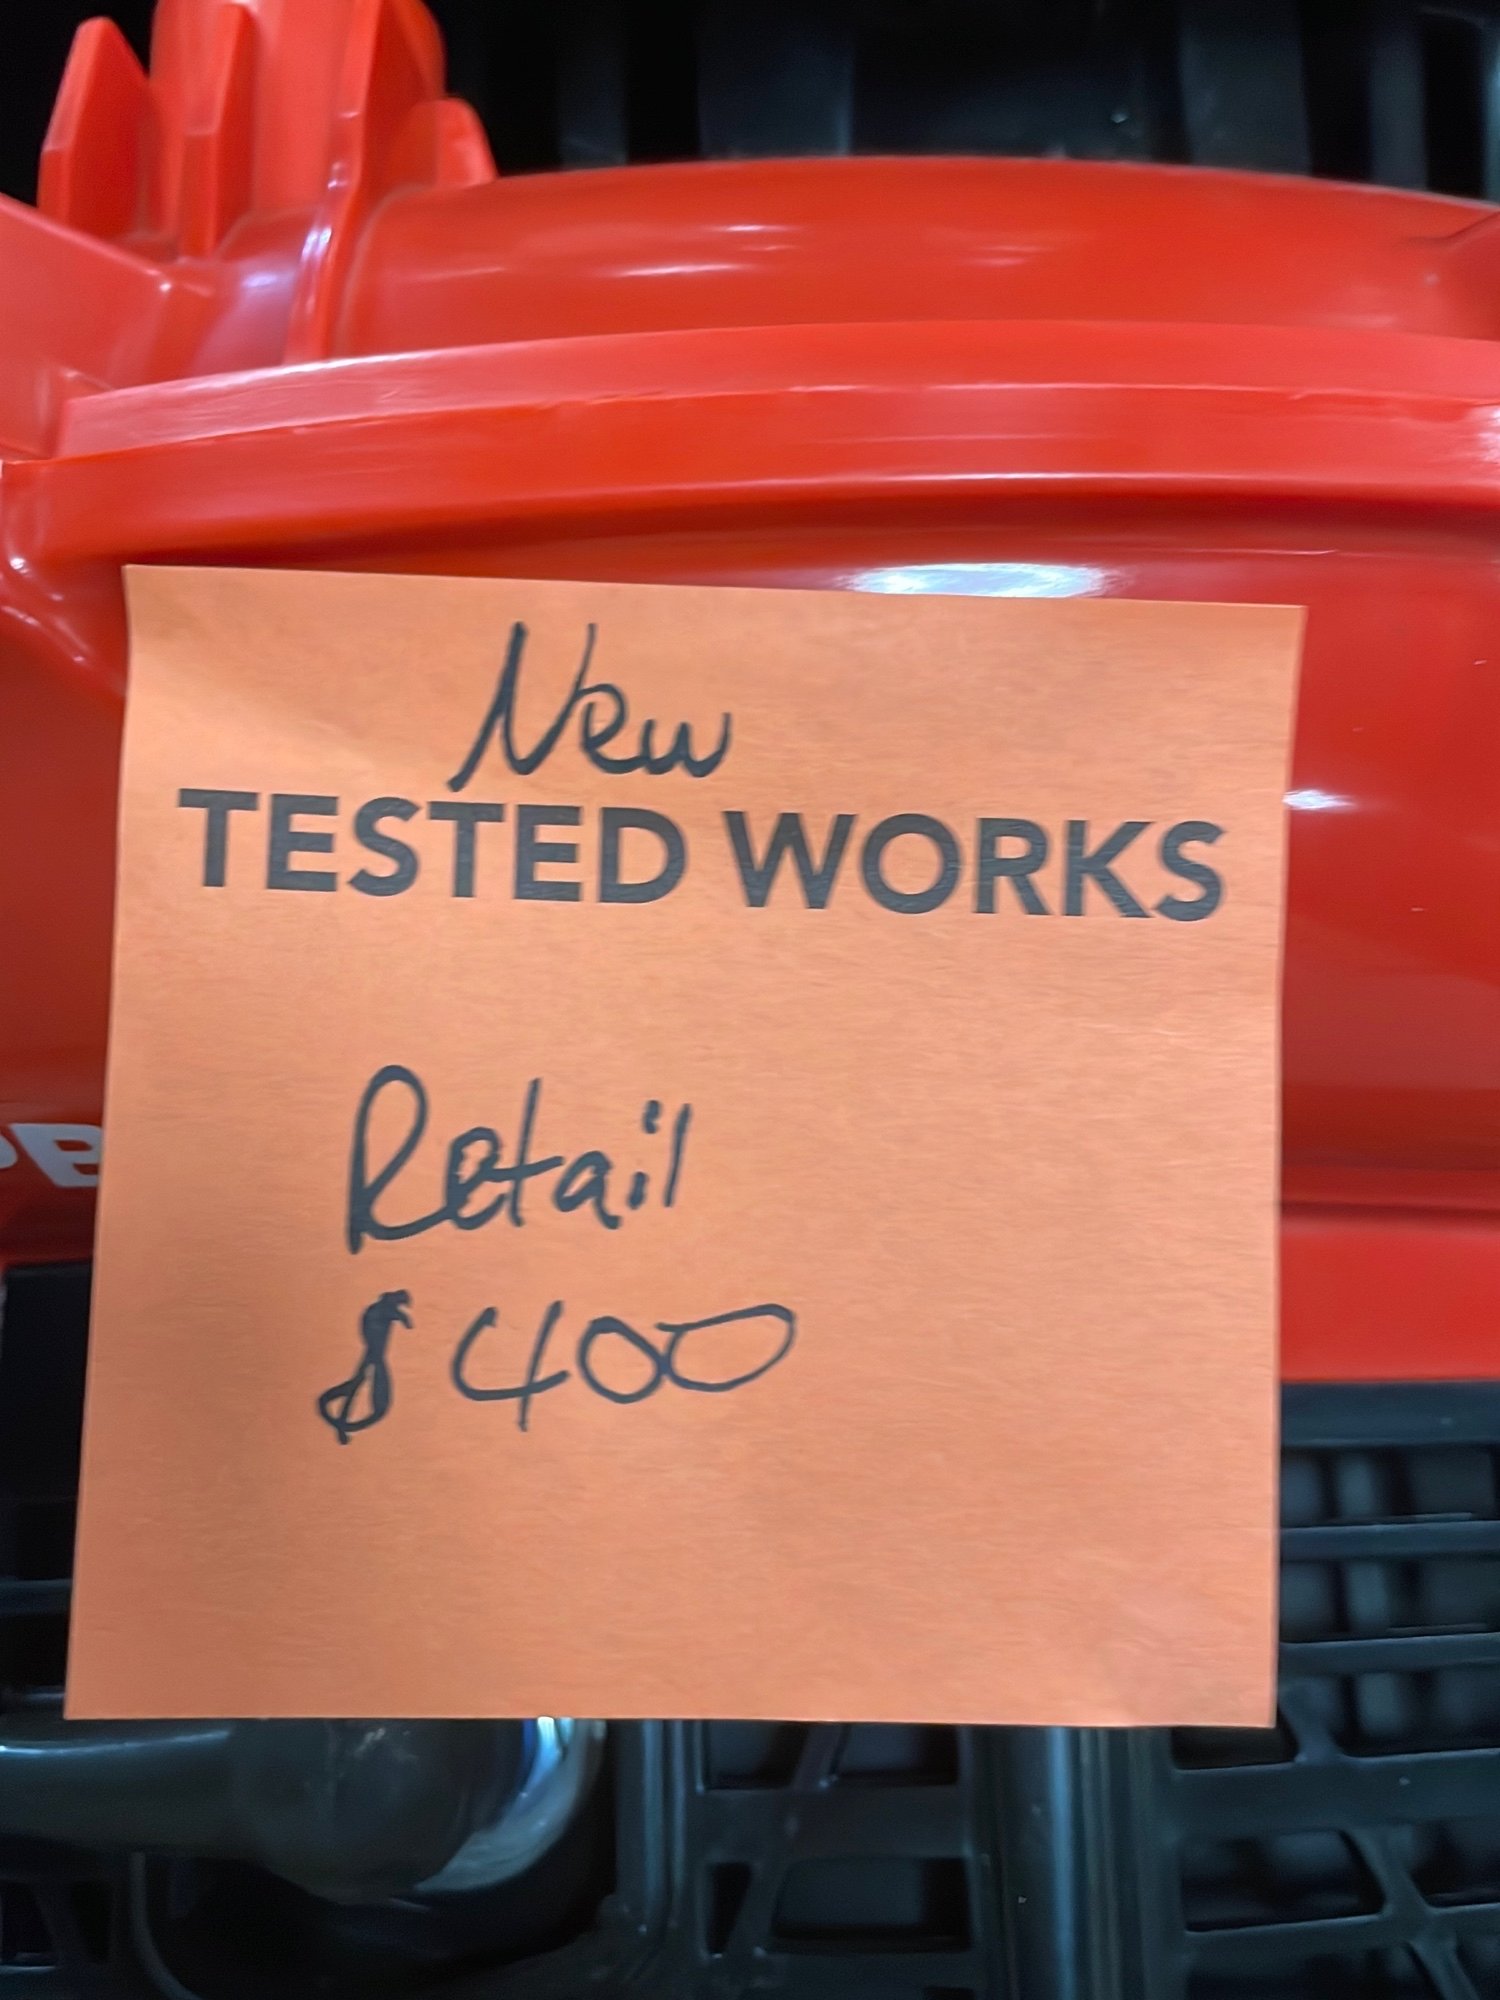 New
TESTED WORKS
Retail
$400